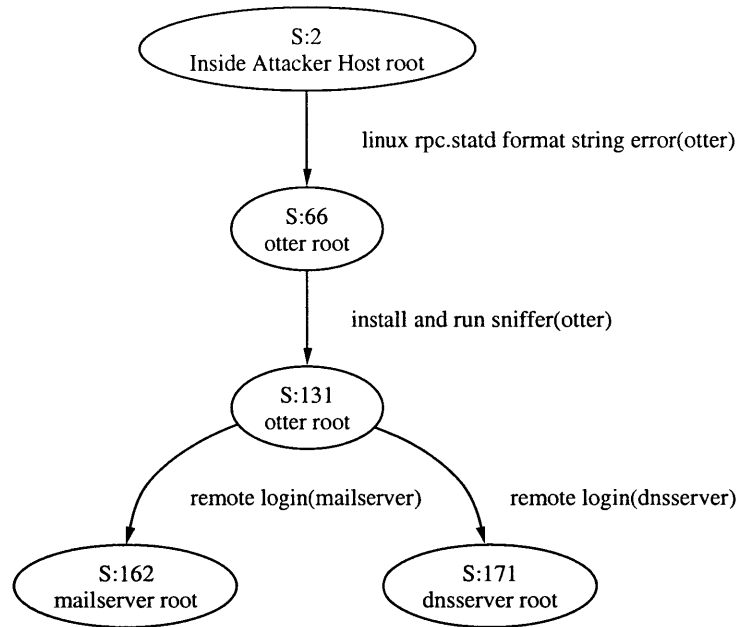 S:2
Inside Attacker Host root
linux rpc.statd format string error(otter)
S:66
otter root
install and run sniffer(otter)
S:131
otter root
remote login(mailserver)
remote login(dnsserver)
S:162
mailserver root
S:171
dnsserver root